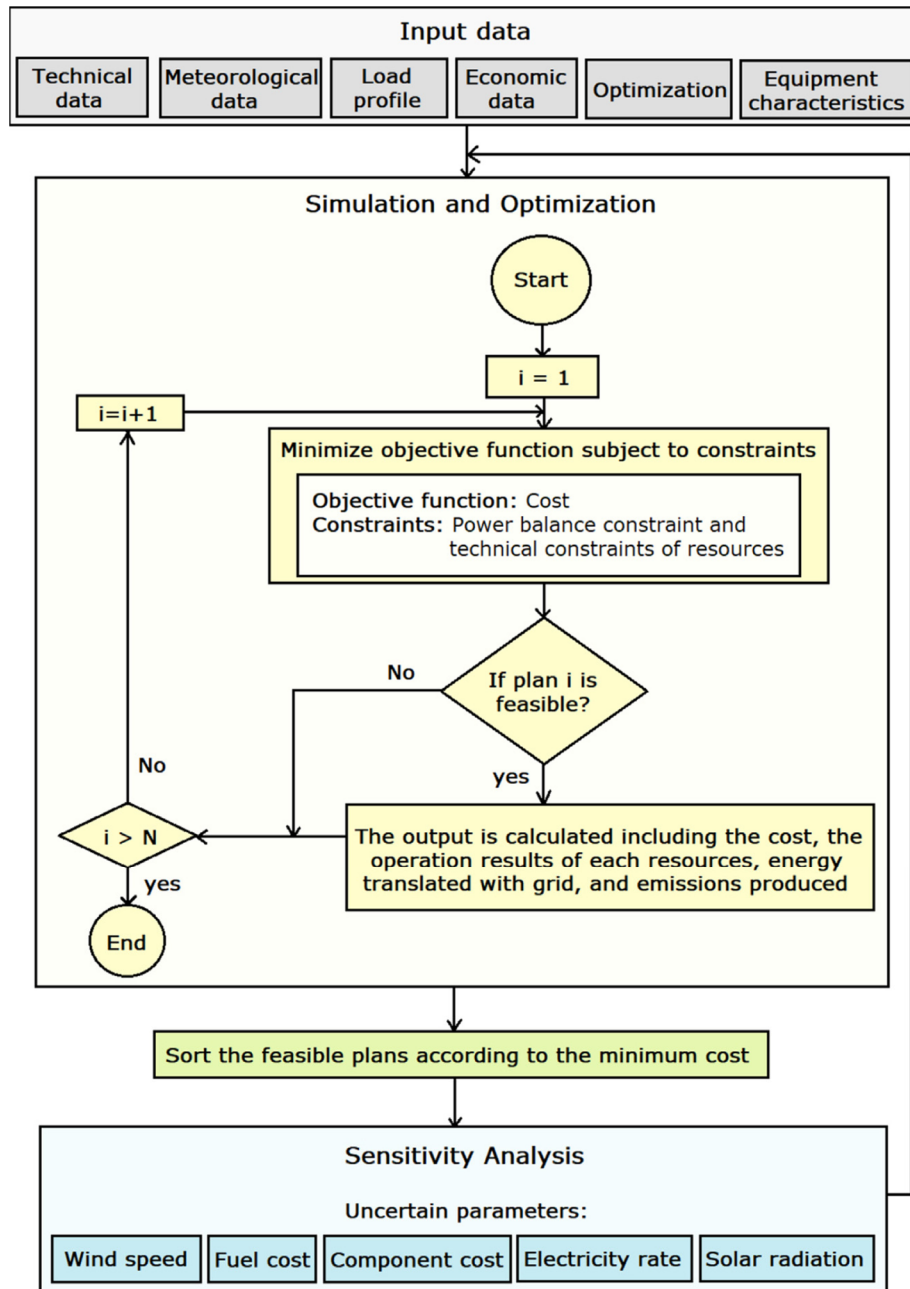 Input data
Technical
data
Meteorological
data
Load
profile
Economic
data
Optimization
Equipment
characteristics
Simulation and Optimization
Start
i = 1
i=i+1
Minimize objective function subject to constraints
Objective function: Cost
Constraints: Power balance constraint and
technical constraints of resources
If plan i is
feasible?
No
yes
The output is calculated including the cost, the
operation results of each resources, energy
translated with grid, and emissions produced
i > N
No
yes
End
Sort the feasible plans according to the minimum cost
Sensitivity Analysis
Uncertain parameters:
Wind speed
Fuel cost
Component cost
Electricity rate
Solar radiation